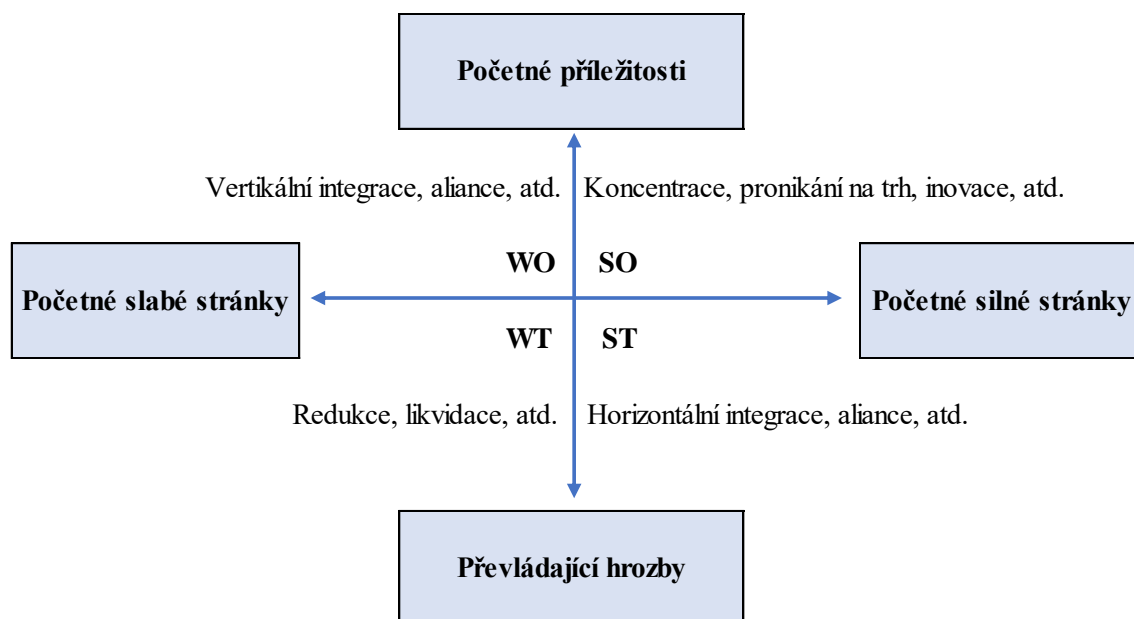 Početné příležitosti
Vertikální integrace, aliance, atd.
Koncentrace, pronikání na trh, inovace, atd.
WO
SO
Početné slabé stránky
Početné silné stránky
WT
ST
Redukce, likvidace, atd.
Horizontální integrace, aliance, atd.
Převládající hrozby